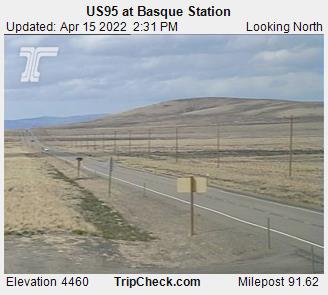 US95 at Basque Station
Updated: Apr 15 2022 2:31 PM Looking North
Elevation 4460 TripCheck.com Milepost 91.62